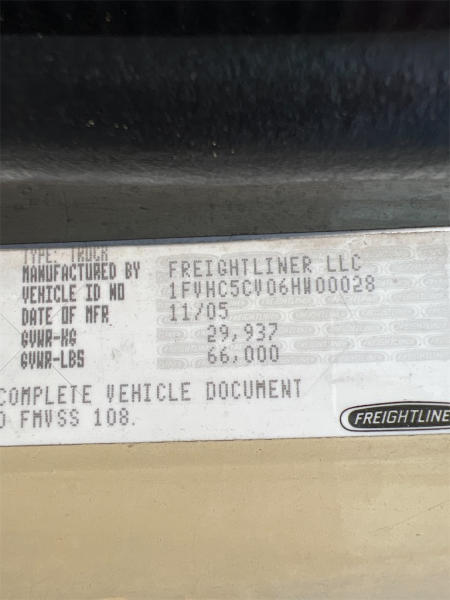 TYPE: TRUCK
MANUFACTURED BY FREIGHTLINER LLC
VEHICLE ID NO 1FVHC5CV06HW00028
DATE OF MFR 11/05
GVWR-KG 29,937
GVWR-LBS 66,000
COMPLETE VEHICLE DOCUMENT
O FMVSS 108.
FREIGHTLINE